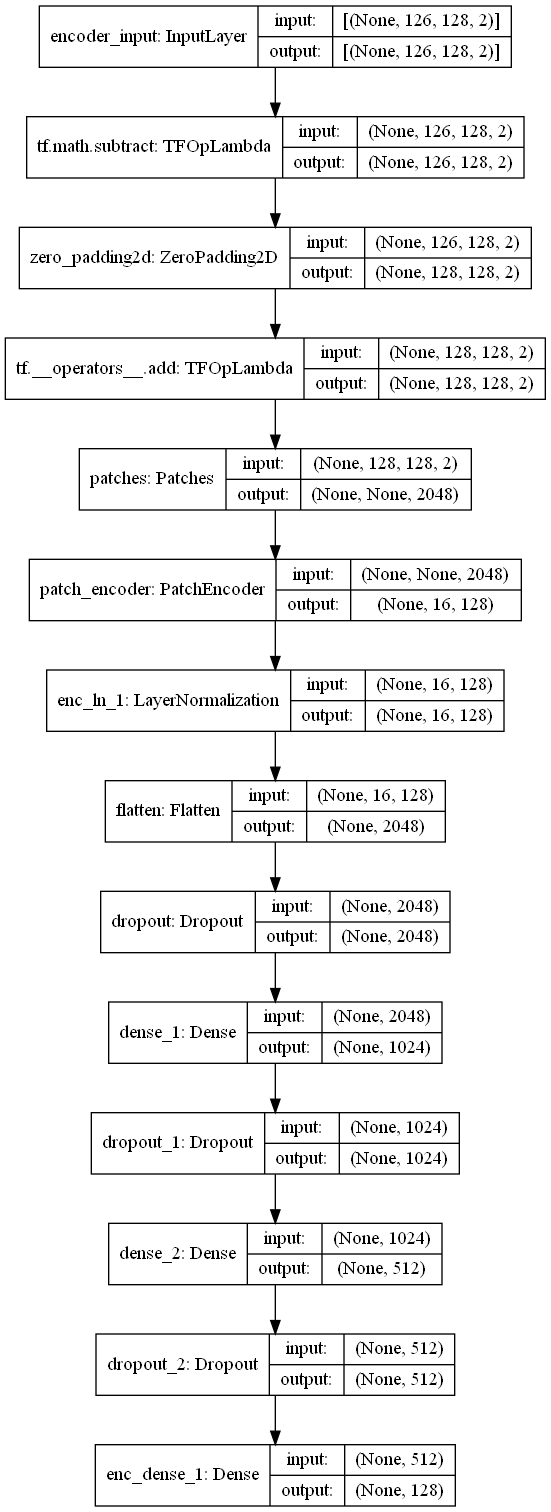 encoder_input: InputLayer
input: [(None, 126, 128, 2)]
output: [(None, 126, 128, 2)]
tf.math.subtract: TFOpLambda
input: (None, 126, 128, 2)
output: (None, 126, 128, 2)
zero_padding2d: ZeroPadding2D
input: (None, 126, 128, 2)
output: (None, 128, 128, 2)
tf.__operators__.add: TFOpLambda
input: (None, 128, 128, 2)
output: (None, 128, 128, 2)
patches: Patches
input: (None, 128, 128, 2)
output: (None, None, 2048)
patch_encoder: PatchEncoder
input: (None, None, 2048)
output: (None, 16, 128)
enc_ln_1: LayerNormalization
input: (None, 16, 128)
output: (None, 16, 128)
flatten: Flatten
input: (None, 16, 128)
output: (None, 2048)
dropout: Dropout
input: (None, 2048)
output: (None, 2048)
dense_1: Dense
input: (None, 2048)
output: (None, 1024)
dropout_1: Dropout
input: (None, 1024)
output: (None, 1024)
dense_2: Dense
input: (None, 1024)
output: (None, 512)
dropout_2: Dropout
input: (None, 512)
output: (None, 512)
enc_dense_1: Dense
input: (None, 512)
output: (None, 128)